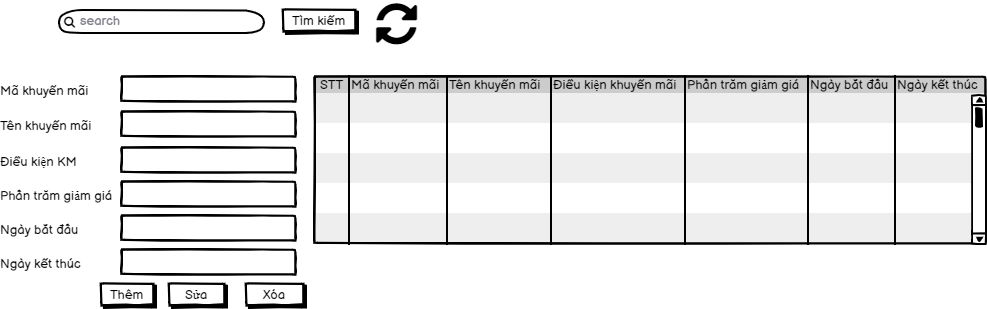 search
Tìm kiếm
Mã khuyến mãi
Tên khuyến mãi
Điều kiện KM
Phần trăm giảm giá
Ngày bắt đầu
Ngày kết thúc
Thêm Sửa Xóa
STT Mã khuyến mãi Tên khuyến mãi Điều kiện khuyến mãi Phần trăm giảm giá Ngày bắt đầu Ngày kết thúc